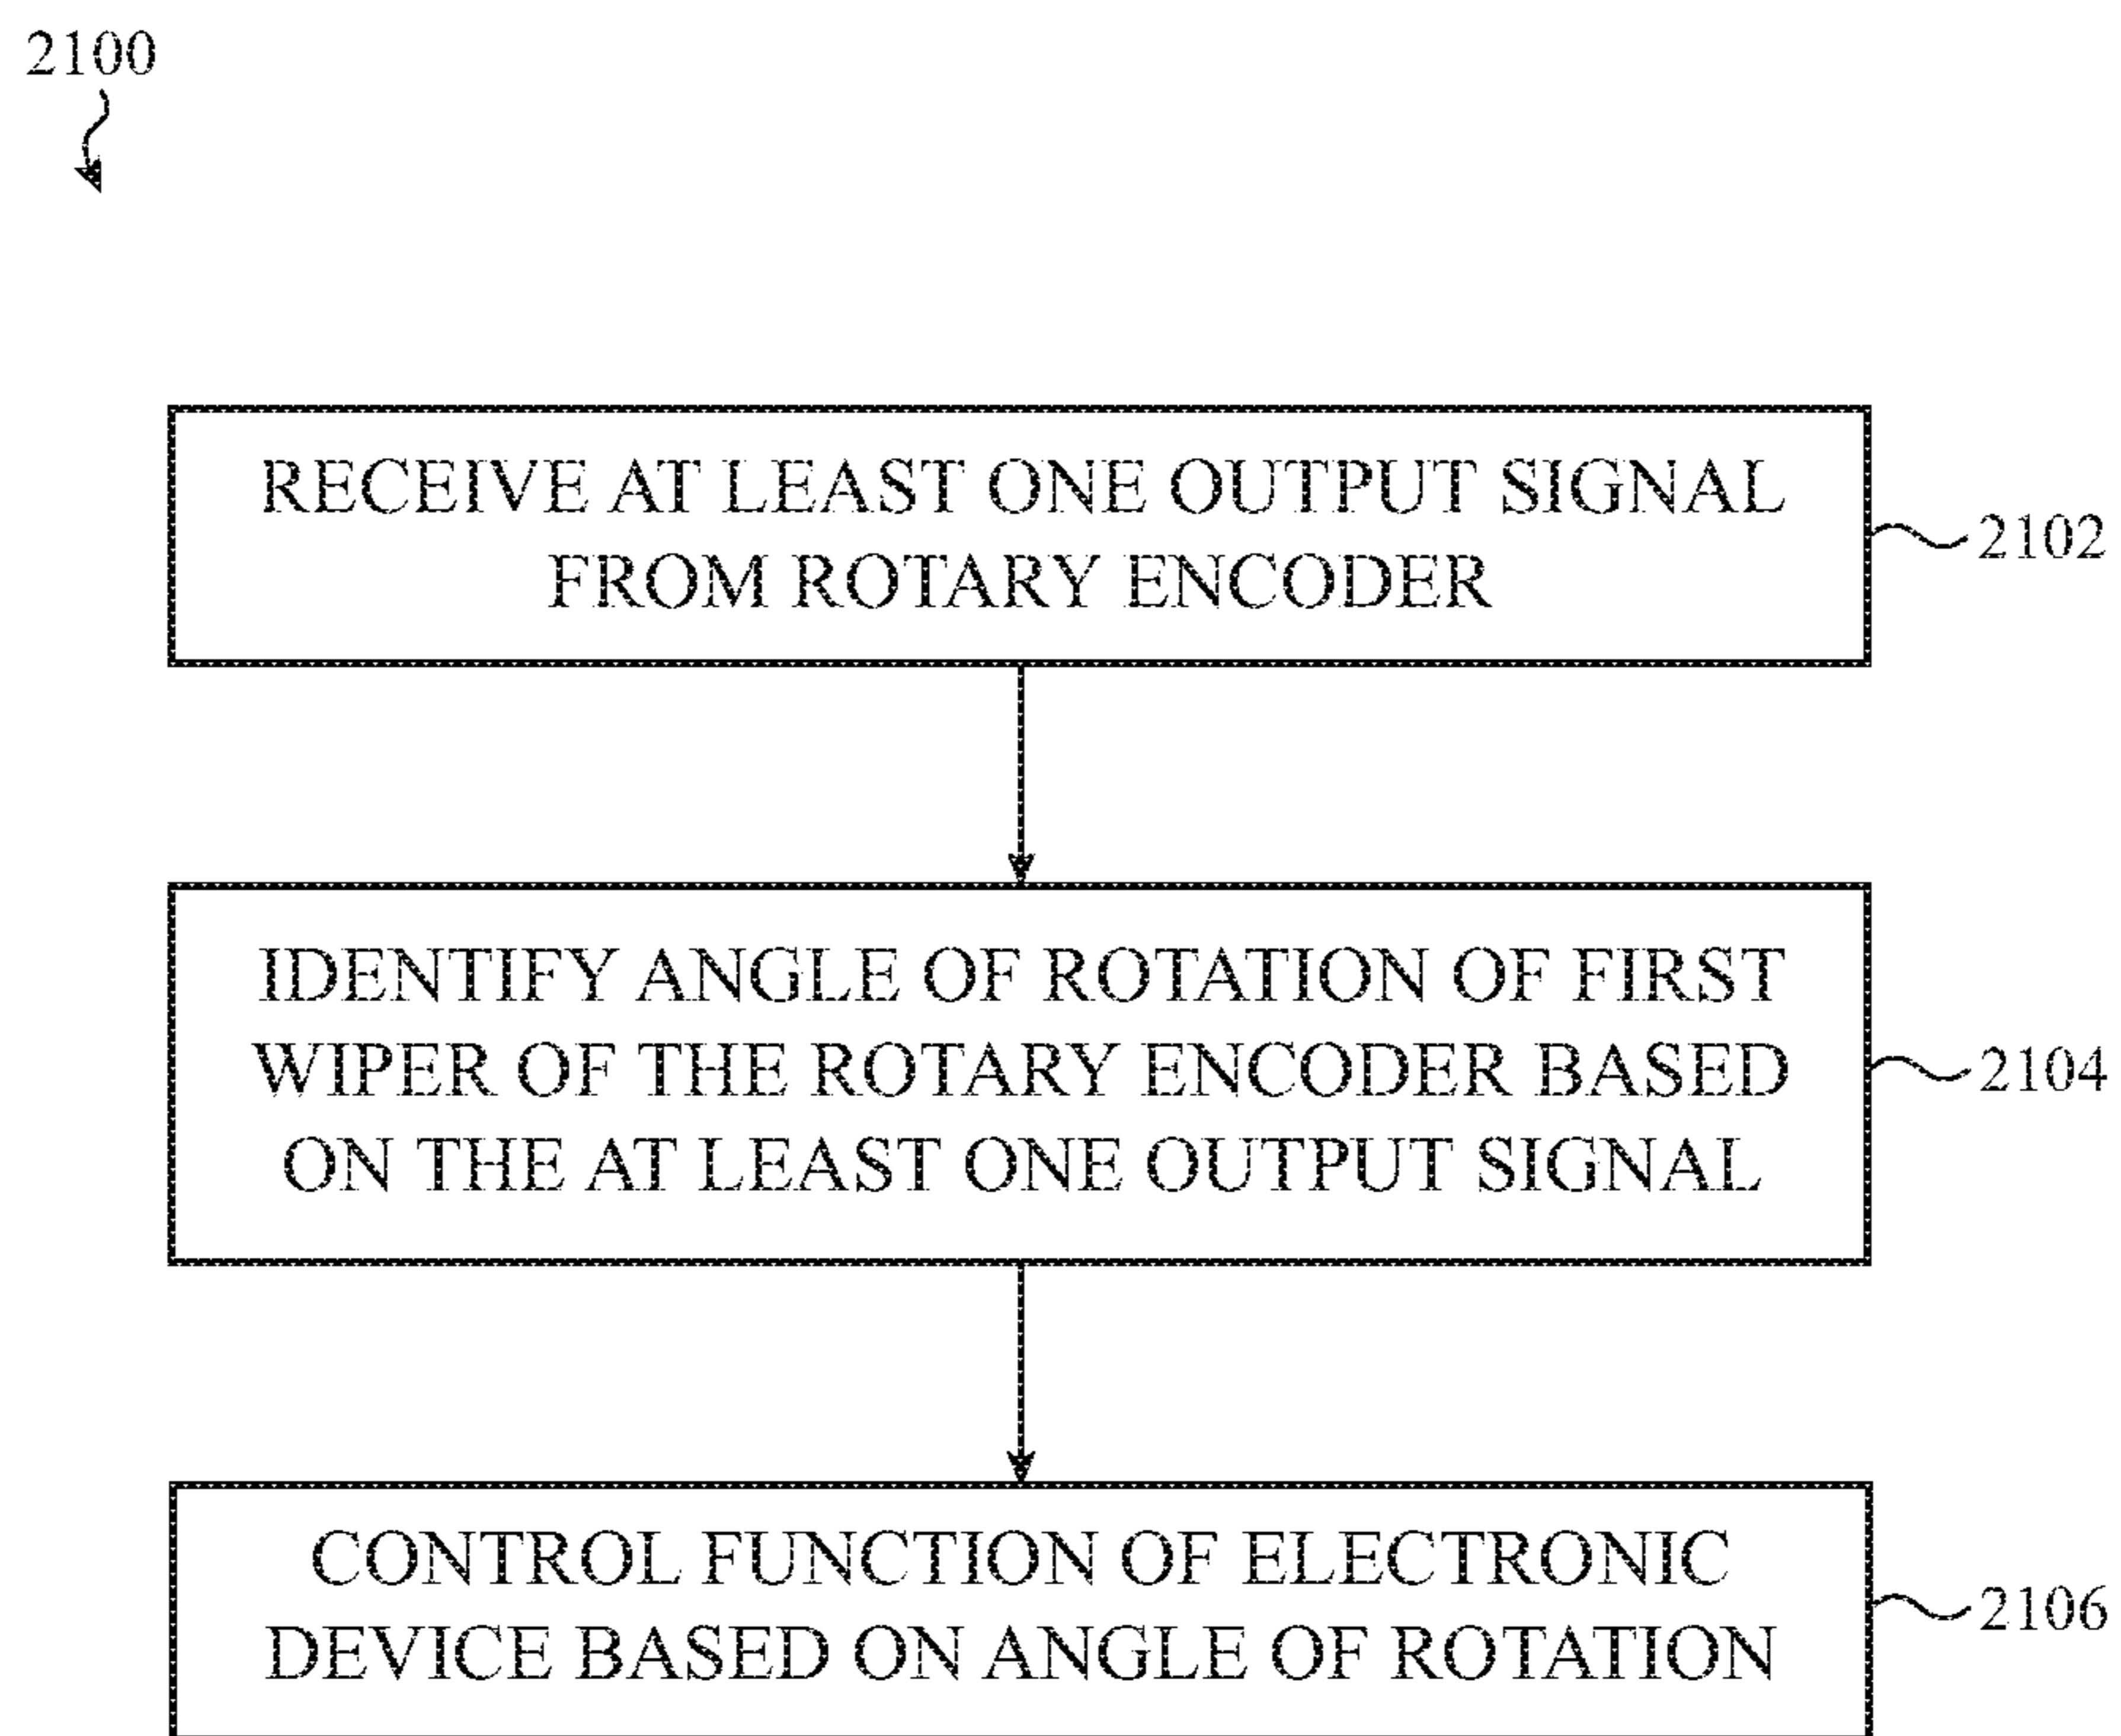 2100
RECEIVE AT LEAST ONE OUTPUT SIGNAL
FROM ROTARY ENCODER
2102
IDENTIFY ANGLE OF ROTATION OF FIRST
WIPER OF THE ROTARY ENCODER BASED
ON THE AT LEAST ONE OUTPUT SIGNAL
2104
CONTROL FUNCTION OF ELECTRONIC
DEVICE BASED ON ANGLE OF ROTATION
2106